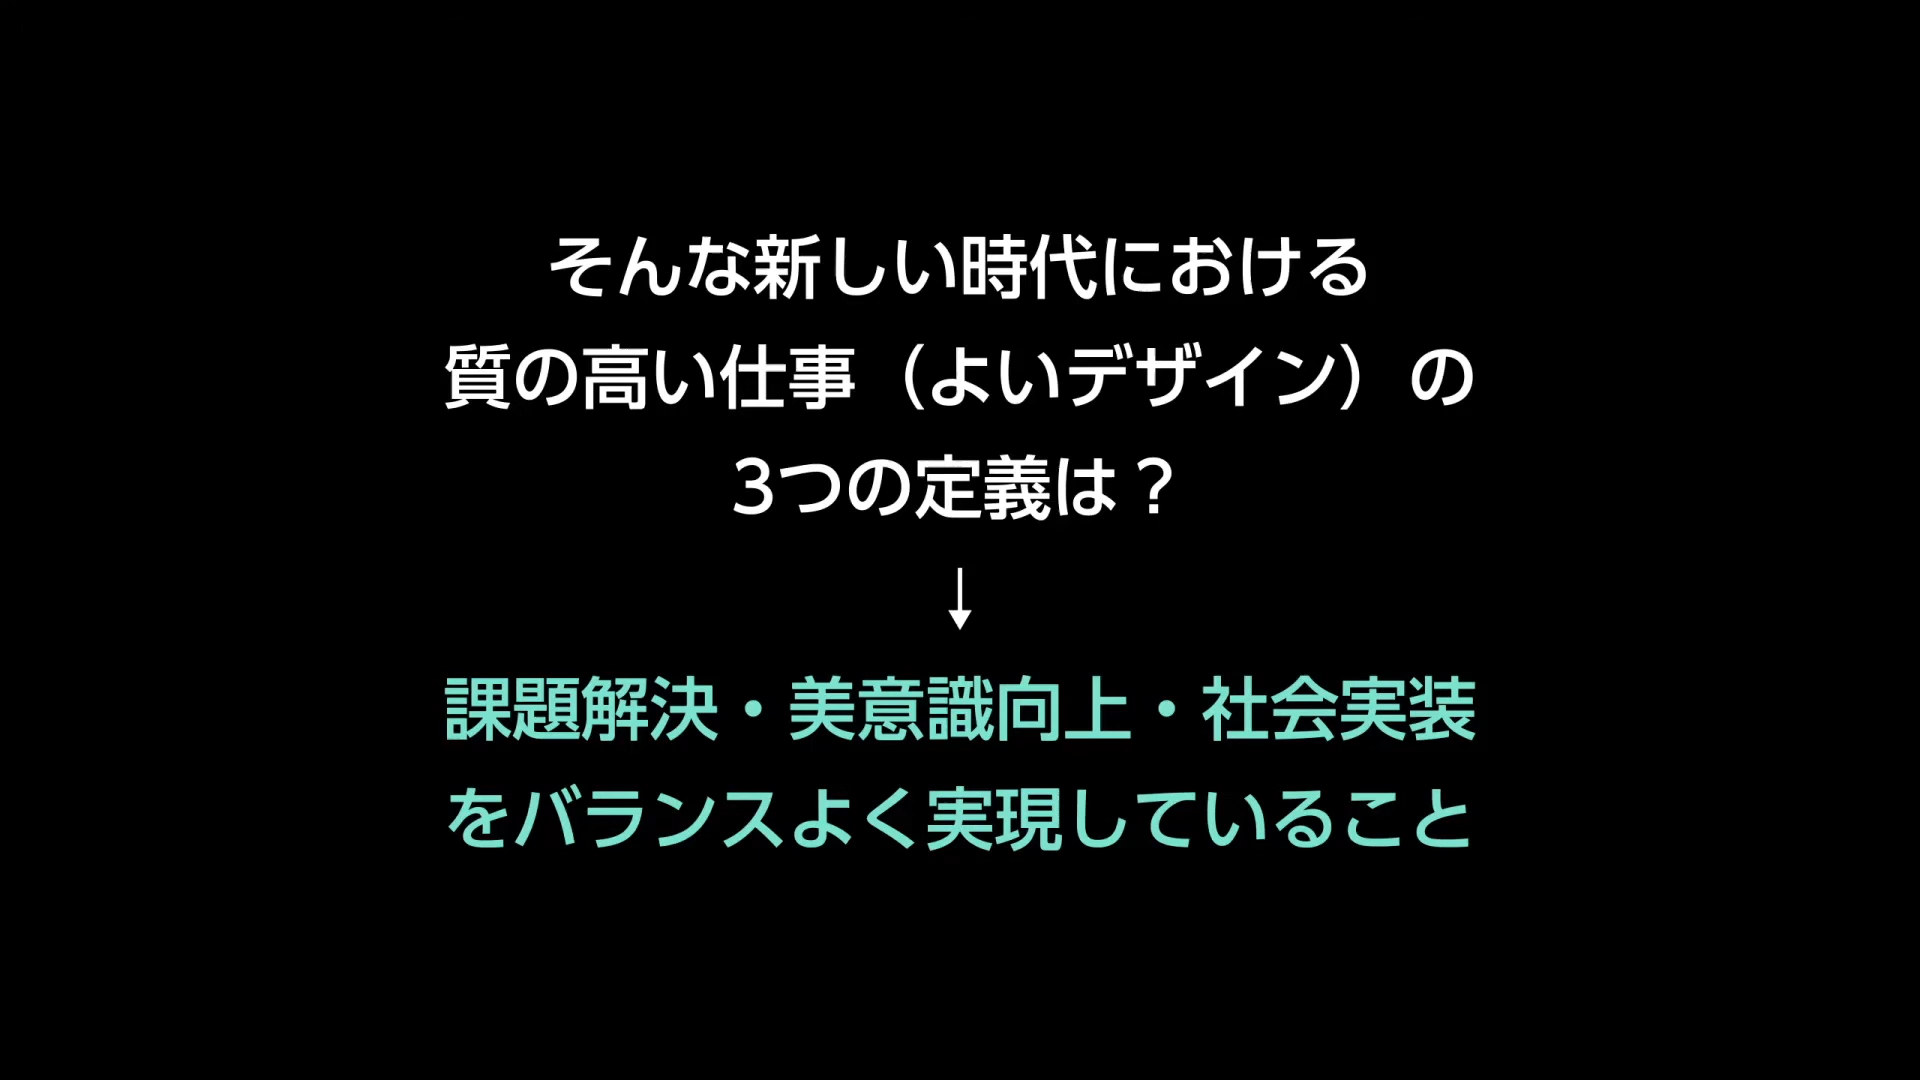 そんな新しい時代における
質の高い仕事（よいデザイン）の
3つの定義は？
↓
課題解決・美意識向上・社会実装
をバランスよく実現していること